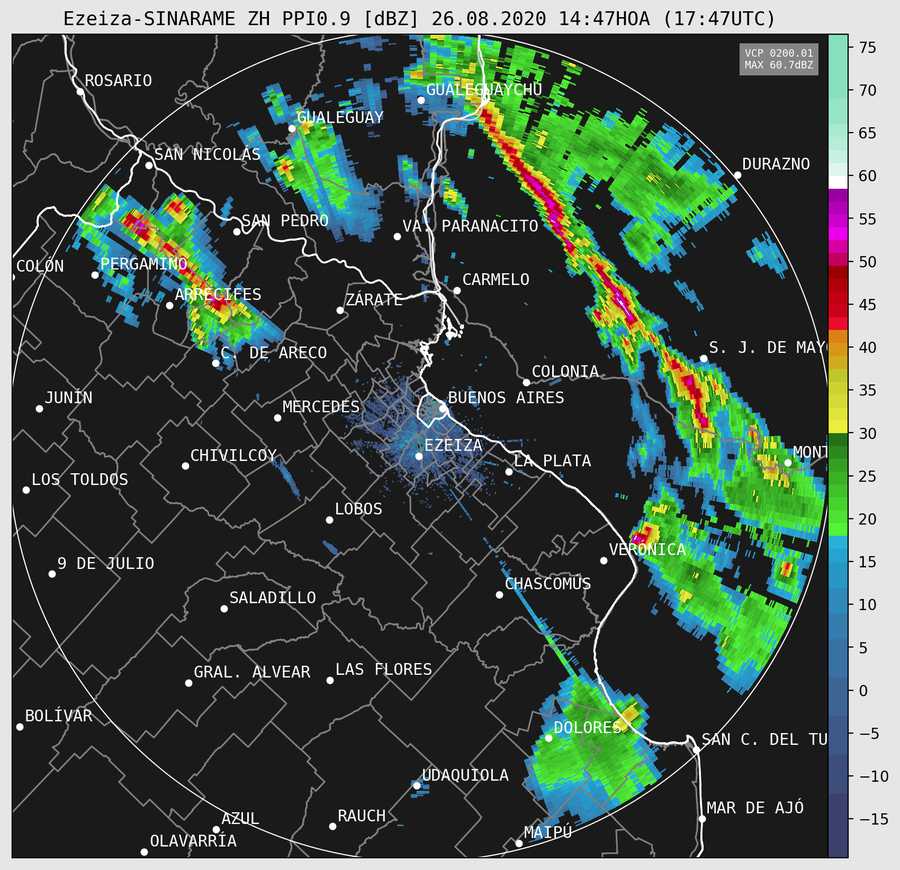 Ezeiza-SINARAME ZH PPI0.9 [dBZ] 26.08.2020 14:47HOA (17:47UTC)
VCP 0200.01
MAX 60.7dBZ
75
70
65
60
55
50
45
40
35
30
25
20
15
10
5
0
−5
−10
−15
ROSARIO
GUALEGUAYCHÚ
GUALEGUAY
SAN NICOLÁS
DURAZNO
SAN PEDRO
VA. PARANACITO
COLÓN
PERGAMINO
CARMELO
ARRECIFES
ZÁRATE
S. J. DE MAY
C. DE ARECO
COLONIA
JUNÍN
MERCEDES
BUENOS AIRES
EZEIZA
MONT
CHIVILCOY
LA PLATA
LOS TOLDOS
LOBOS
VERÓNICA
9 DE JULIO
CHASCOMÚS
SALADILLO
GRAL. ALVEAR
LAS FLORES
BOLÍVAR
DOLORES
SAN C. DEL TU
UDAQUIOLA
MAR DE AJÓ
AZUL
RAUCH
MAIPÚ
OLAVARRÍA